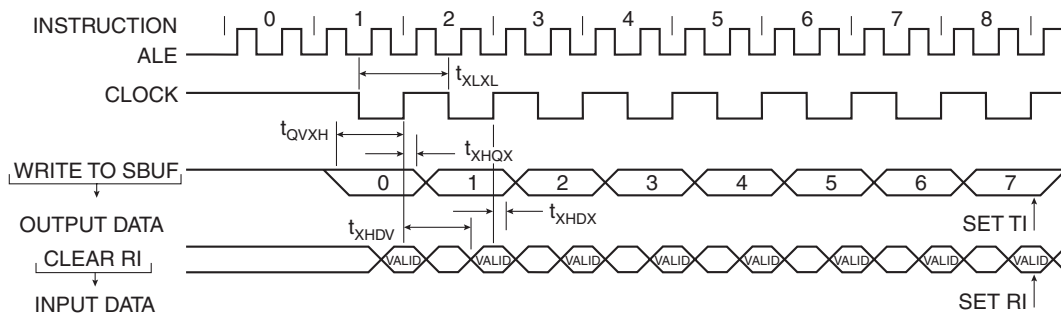 INSTRUCTION 0 1 2 3 4 5 6 7 8
ALE
tXLXL
CLOCK
tQVXH
tXHQX
WRITE TO SBUF 0 1 2 3 4 5 6 7
OUTPUT DATA
tXHDV
tXHDX
SET TI
CLEAR RI VALID VALID VALID VALID VALID VALID VALID VALID
INPUT DATA
SET RI